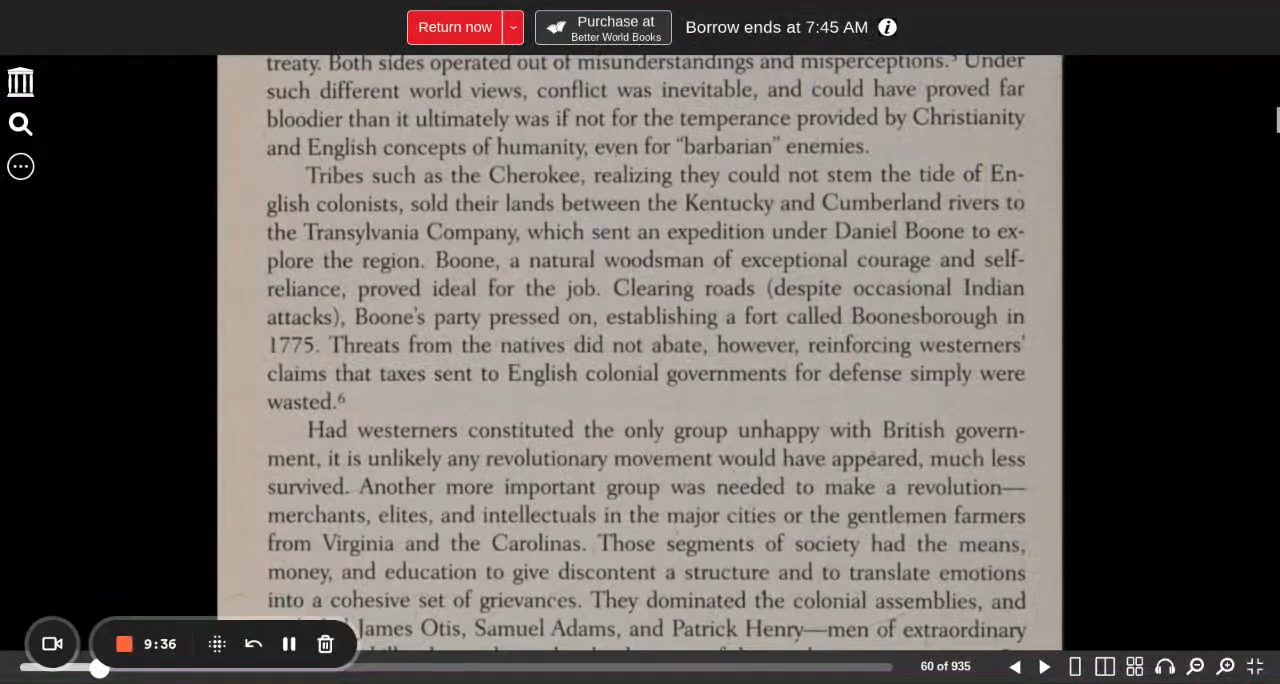 Return now
Purchase at
Better World Books
Borrow ends at 7:45 AM
treaty. Both sides operated out of misunderstandings and misperceptions.⁵ Under
such different world views, conflict was inevitable, and could have proved far
bloodier than it ultimately was if not for the temperance provided by Christianity
and English concepts of humanity, even for “barbarian” enemies.
Tribes such as the Cherokee, realizing they could not stem the tide of En-
glish colonists, sold their lands between the Kentucky and Cumberland rivers to
the Transylvania Company, which sent an expedition under Daniel Boone to ex-
plore the region. Boone, a natural woodsman of exceptional courage and self-
reliance, proved ideal for the job. Clearing roads (despite occasional Indian
attacks), Boone’s party pressed on, establishing a fort called Boonesborough in
1775. Threats from the natives did not abate, however, reinforcing westerners’
claims that taxes sent to English colonial governments for defense simply were
wasted.⁶
Had westerners constituted the only group unhappy with British govern-
ment, it is unlikely any revolutionary movement would have appeared, much less
survived. Another more important group was needed to make a revolution—
merchants, elites, and intellectuals in the major cities or the gentlemen farmers
from Virginia and the Carolinas. Those segments of society had the means,
money, and education to give discontent a structure and to translate emotions
into a cohesive set of grievances. They dominated the colonial assemblies, and
James Otis, Samuel Adams, and Patrick Henry—men of extraordinary
9:36
60 of 935